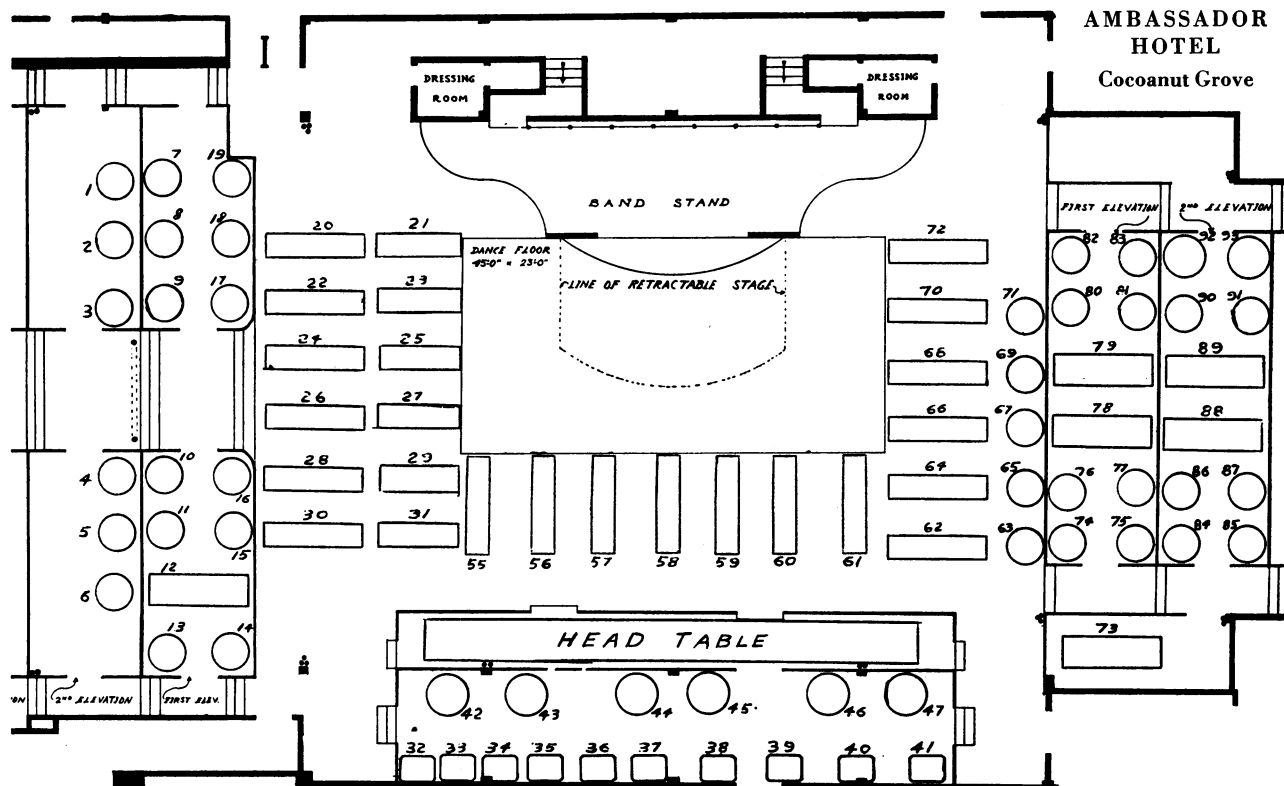 AMBASSADOR
HOTEL
Cocoanut Grove
DRESSING
ROOM
DRESSING
ROOM
BAND STAND
FIRST ELEVATION
2ND ELEVATION
DANCE FLOOR
45'0" x 23'0"
LINE OF RETRACTABLE STAGE
7 19
1
8 18
2
9 17
3
20 21
22 23
24 25
26 27
28 29
30 31
72
70
71
68
69
66
67
64
65
62
63
82 83 92 93
80 81 90 91
79 89
78 88
76 77 86 87
74 75 84 85
73
10
4
16
11
5
15
12
6
13 14
55 56 57 58 59 60 61
HEAD TABLE
ON
2ND ELEVATION
FIRST ELEV.
42 43 44 45 46 47
32 33 34 35 36 37 38 39 40 41